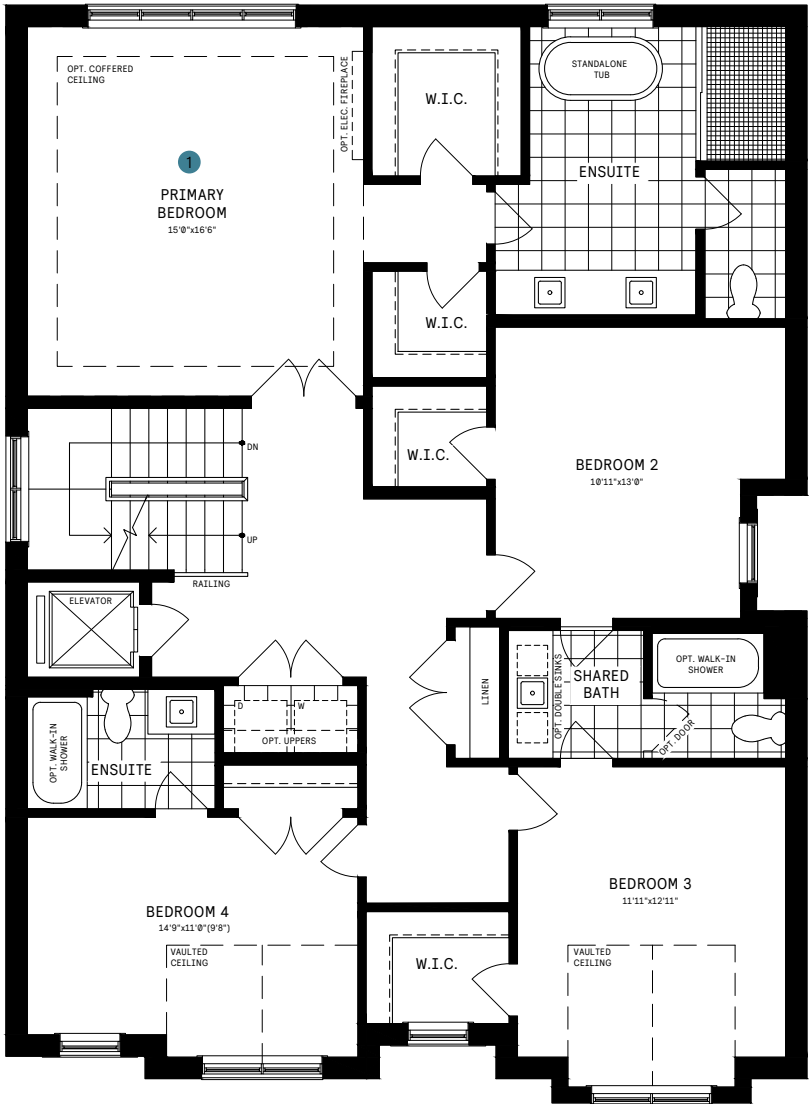 OPT. COFFERED
CEILING
OPT. ELEC. FIREPLACE
1
PRIMARY
BEDROOM
15'0"x16'6"
W.I.C.
STANDALONE
TUB
ENSUITE
W.I.C.
W.I.C.
BEDROOM 2
10'11"x13'0"
DN
UP
RAILING
ELEVATOR
LINEN
OPT. DOUBLE SINKS
SHARED
BATH
OPT. WALK-IN
SHOWER
OPT. DOOR
D
W
OPT. UPPERS
OPT. WALK-IN
SHOWER
ENSUITE
BEDROOM 4
14'9"x11'0"(9'8")
VAULTED
CEILING
W.I.C.
BEDROOM 3
11'11"x12'11"
VAULTED
CEILING